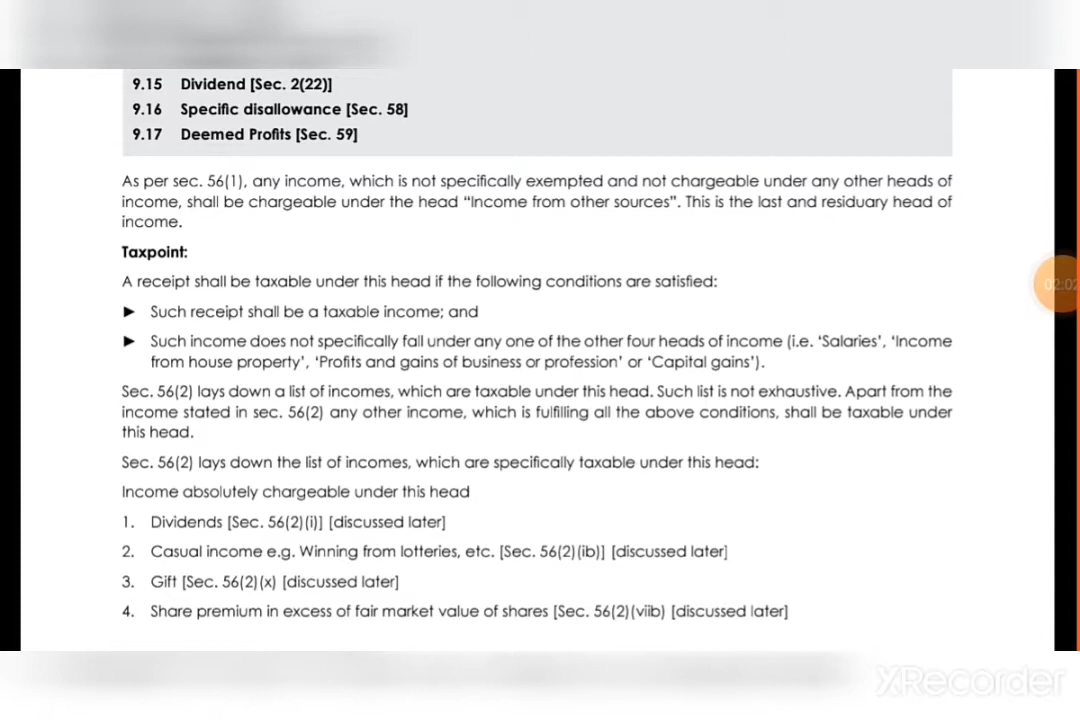 9.15 Dividend [Sec. 2(22)]
9.16 Specific disallowance [Sec. 58]
9.17 Deemed Profits [Sec. 59]
As per sec. 56(1), any income, which is not specifically exempted and not chargeable under any other heads of
income, shall be chargeable under the head “Income from other sources”. This is the last and residuary head of
income.
Taxpoint:
A receipt shall be taxable under this head if the following conditions are satisfied:
► Such receipt shall be a taxable income; and
02:02
► Such income does not specifically fall under any one of the other four heads of income (i.e. ‘Salaries’, ‘Income
from house property’, ‘Profits and gains of business or profession’ or ‘Capital gains’).
Sec. 56(2) lays down a list of incomes, which are taxable under this head. Such list is not exhaustive. Apart from the
income stated in sec. 56(2) any other income, which is fulfilling all the above conditions, shall be taxable under
this head.
Sec. 56(2) lays down the list of incomes, which are specifically taxable under this head:
Income absolutely chargeable under this head
1. Dividends [Sec. 56(2)(i)] [discussed later]
2. Casual income e.g. Winning from lotteries, etc. [Sec. 56(2)(ib)] [discussed later]
3. Gift [Sec. 56(2)(x) [discussed later]
4. Share premium in excess of fair market value of shares [Sec. 56(2)(viib) [discussed later]
XRecorder